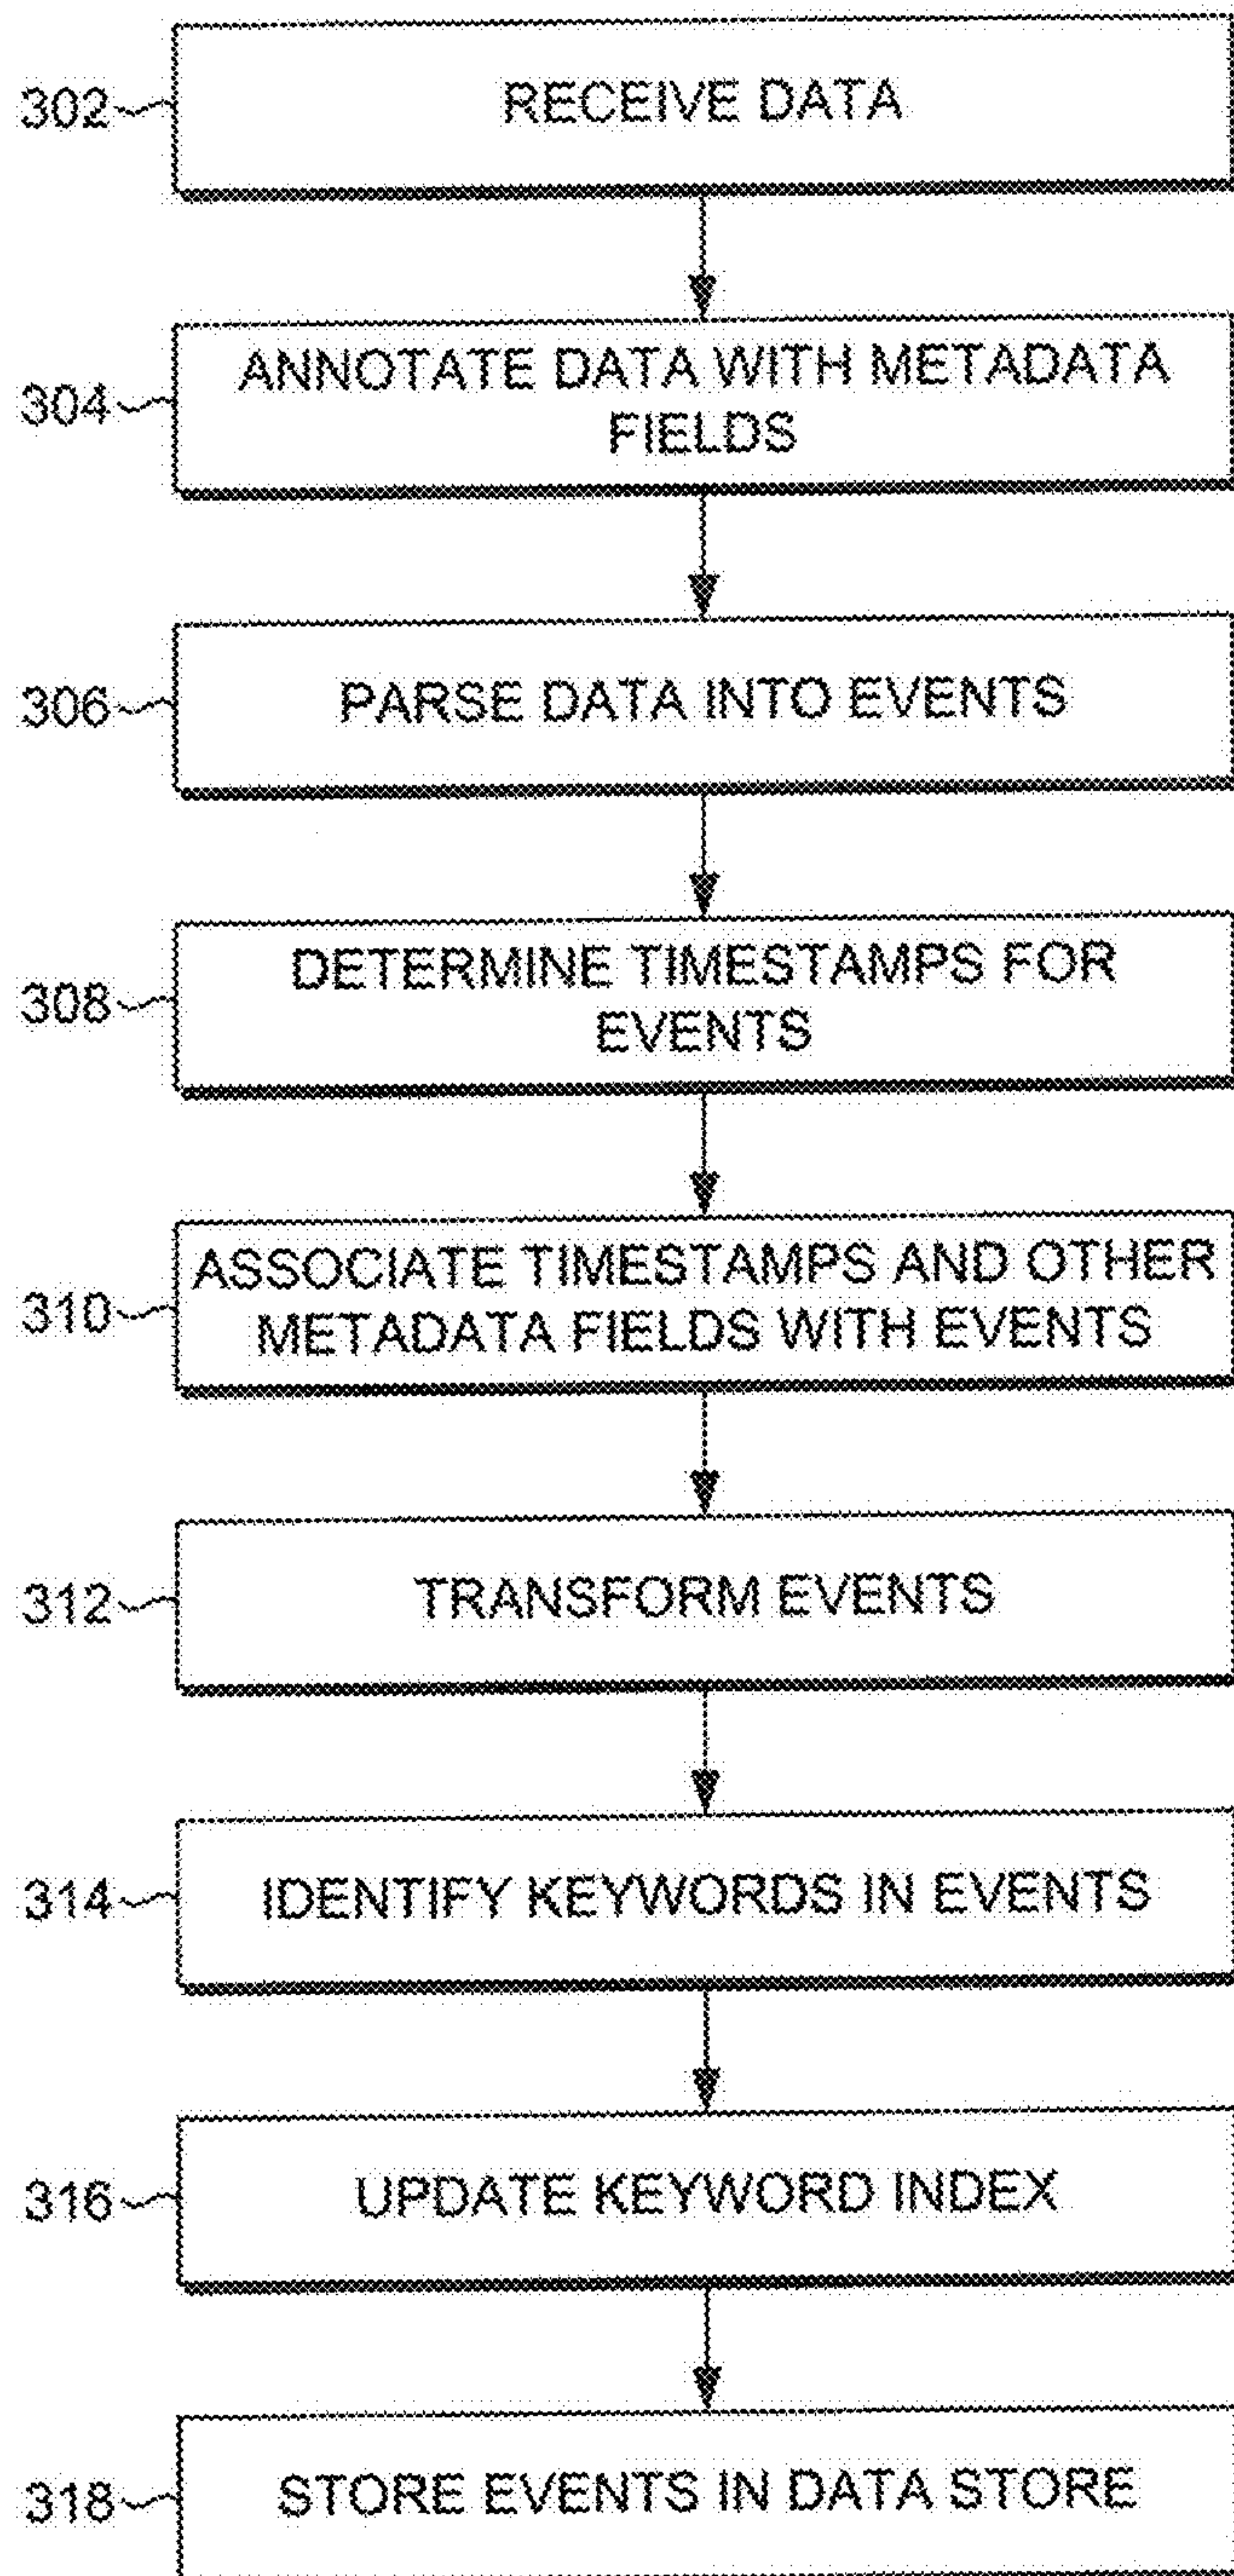 302
RECEIVE DATA
304
ANNOTATE DATA WITH METADATA
FIELDS
306
PARSE DATA INTO EVENTS
308
DETERMINE TIMESTAMPS FOR
EVENTS
310
ASSOCIATE TIMESTAMPS AND OTHER
METADATA FIELDS WITH EVENTS
312
TRANSFORM EVENTS
314
IDENTIFY KEYWORDS IN EVENTS
316
UPDATE KEYWORD INDEX
318
STORE EVENTS IN DATA STORE